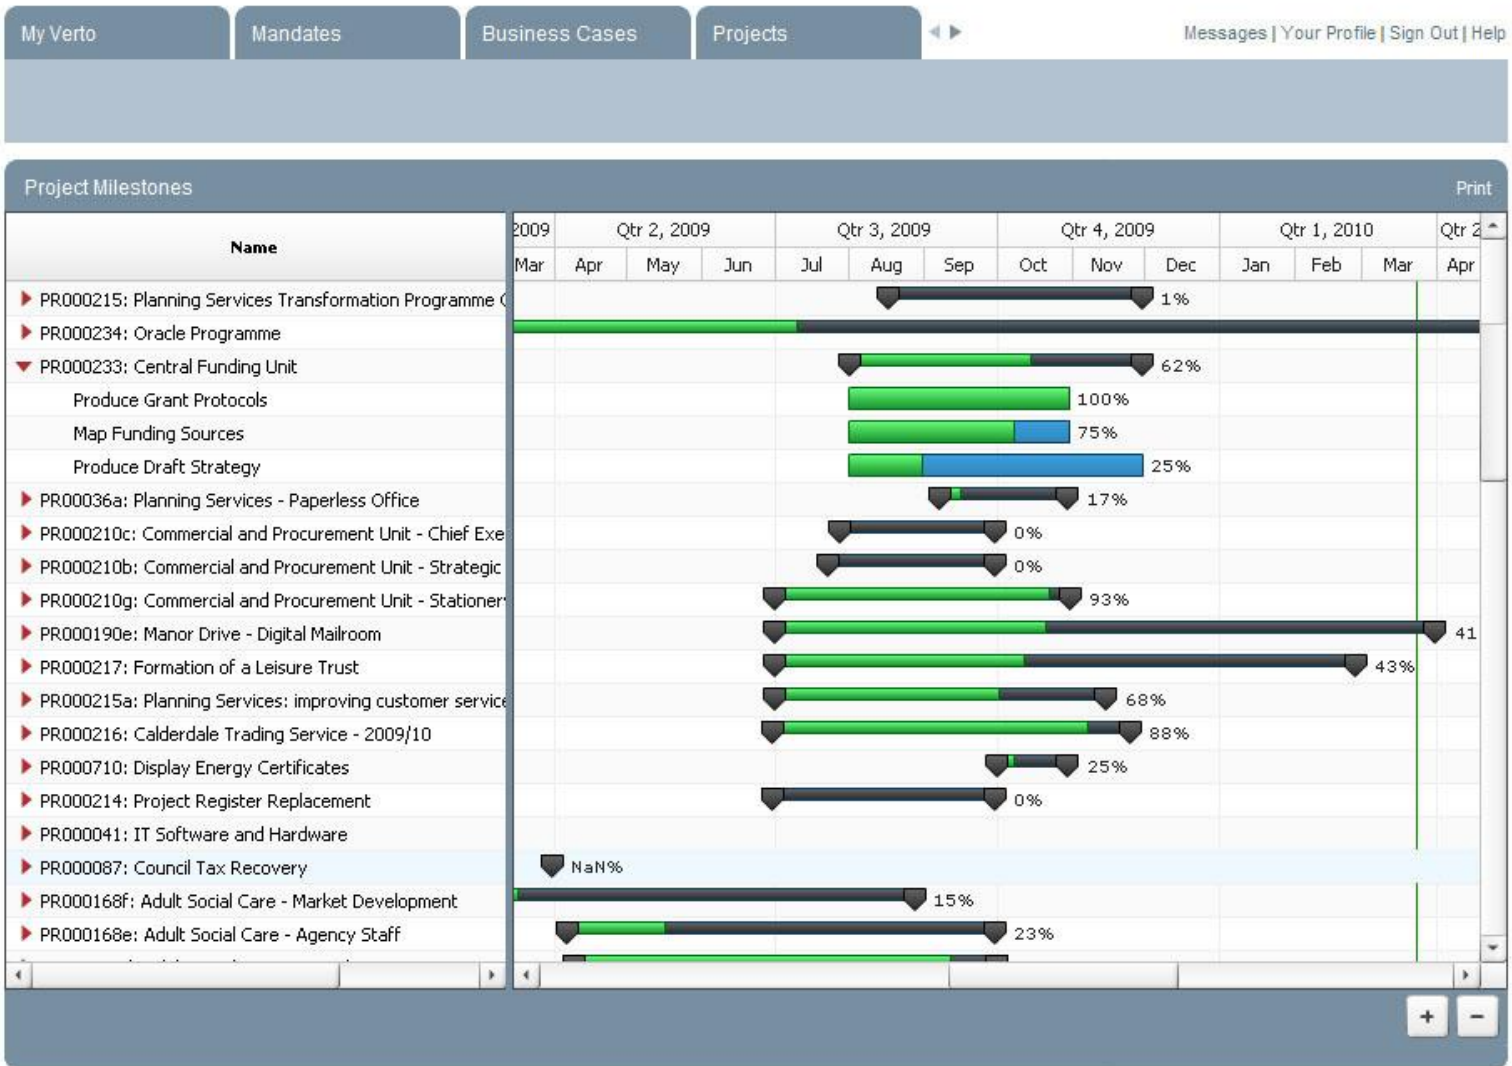 My Verto Mandates Business Cases Projects Messages | Your Profile | Sign Out | Help
Project Milestones Print
Name
2009 Qtr 2, 2009 Qtr 3, 2009 Qtr 4, 2009 Qtr 1, 2010 Qtr 2
Mar Apr May Jun Jul Aug Sep Oct Nov Dec Jan Feb Mar Apr
PR000215: Planning Services Transformation Programme 1%
PR000234: Oracle Programme
PR000233: Central Funding Unit 62%
Produce Grant Protocols 100%
Map Funding Sources 75%
Produce Draft Strategy 25%
PR00036a: Planning Services - Paperless Office 17%
PR000210c: Commercial and Procurement Unit - Chief Exe 0%
PR000210b: Commercial and Procurement Unit - Strategic 0%
PR000210g: Commercial and Procurement Unit - Stationer 93%
PR000190e: Manor Drive - Digital Mailroom 41
PR000217: Formation of a Leisure Trust 43%
PR000215a: Planning Services: improving customer service 68%
PR000216: Calderdale Trading Service - 2009/10 88%
PR000710: Display Energy Certificates 25%
PR000214: Project Register Replacement 0%
PR000041: IT Software and Hardware
PR000087: Council Tax Recovery NaN%
PR000168f: Adult Social Care - Market Development 15%
PR000168e: Adult Social Care - Agency Staff 23%
+ -